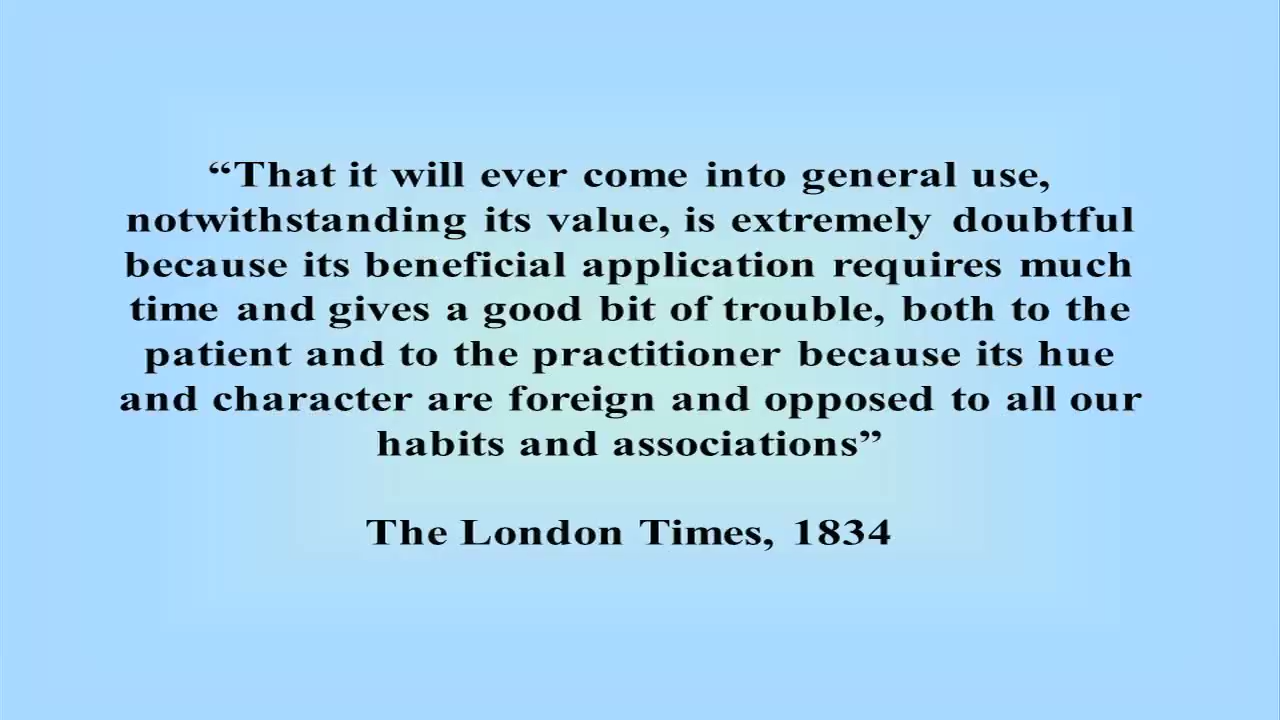 “That it will ever come into general use,
notwithstanding its value, is extremely doubtful
because its beneficial application requires much
time and gives a good bit of trouble, both to the
patient and to the practitioner because its hue
and character are foreign and opposed to all our
habits and associations”
The London Times, 1834